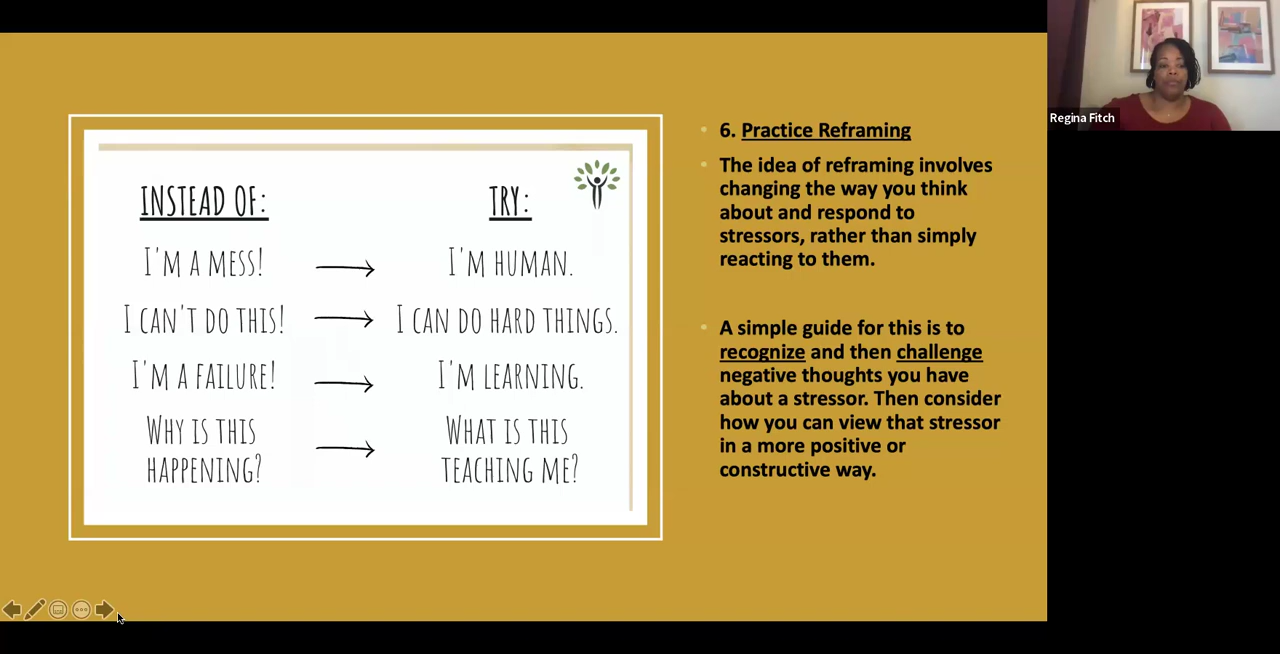 INSTEAD OF:
TRY:
I'M A MESS!
I'M HUMAN.
I CAN'T DO THIS!
I CAN DO HARD THINGS.
I'M A FAILURE!
I'M LEARNING.
WHY IS THIS
HAPPENING?
WHAT IS THIS
TEACHING ME?
6. Practice Reframing
The idea of reframing involves
changing the way you think
about and respond to
stressors, rather than simply
reacting to them.
A simple guide for this is to
recognize and then challenge
negative thoughts you have
about a stressor. Then consider
how you can view that stressor
in a more positive or
constructive way.
Regina Fitch